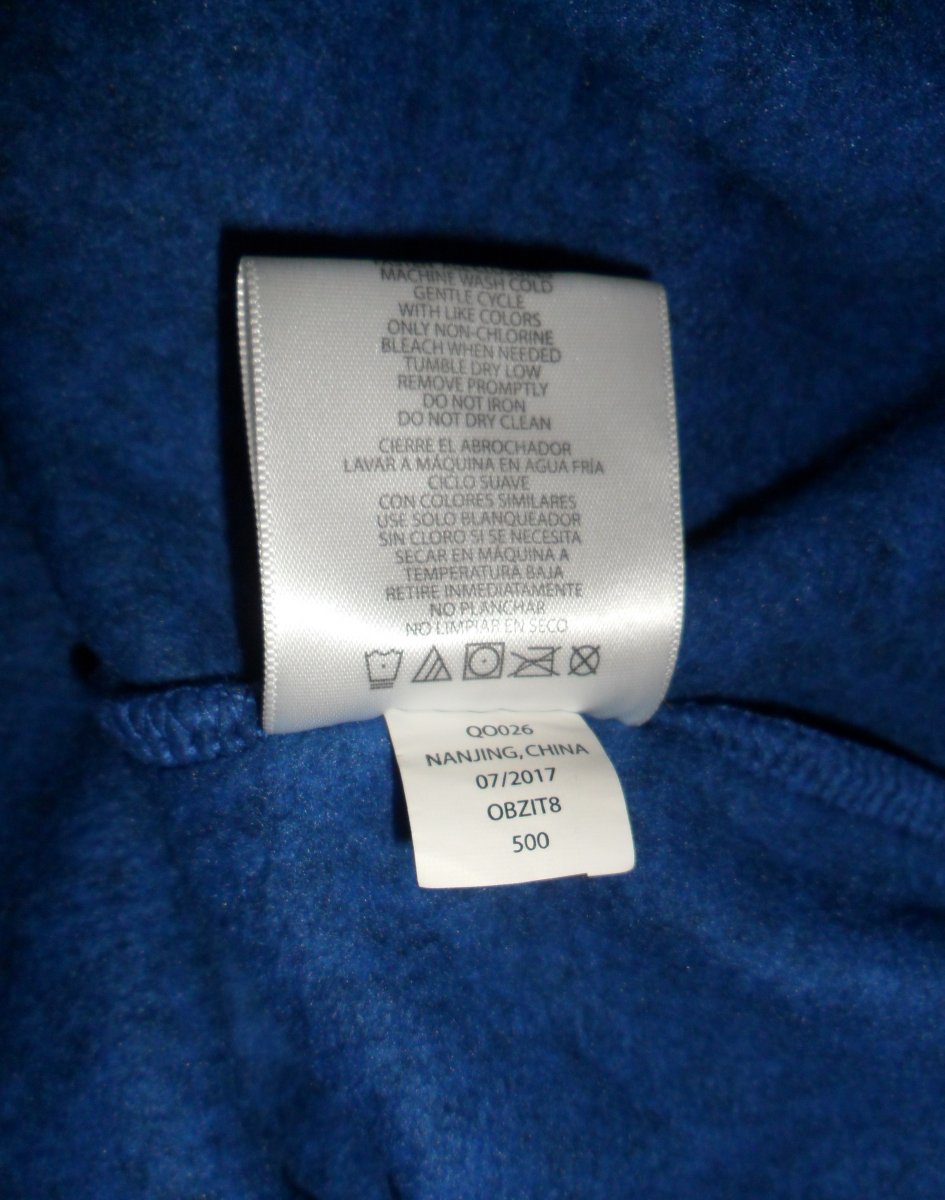 MACHINE WASH COLD
GENTLE CYCLE
WITH LIKE COLORS
ONLY NON-CHLORINE
BLEACH WHEN NEEDED
TUMBLE DRY LOW
REMOVE PROMPTLY
DO NOT IRON
DO NOT DRY CLEAN
CIERRE EL ABROCHADOR
LAVAR A MÁQUINA EN AGUA FRÍA
CICLO SUAVE
CON COLORES SIMILARES
USE SOLO BLANQUEADOR
SIN CLORO SI SE NECESITA
SECAR EN MÁQUINA A
TEMPERATURA BAJA
RETIRE INMEDIATAMENTE
NO PLANCHAR
NO LIMPIAR EN SECO
QO026
NANJING, CHINA
07/2017
OBZIT8
500